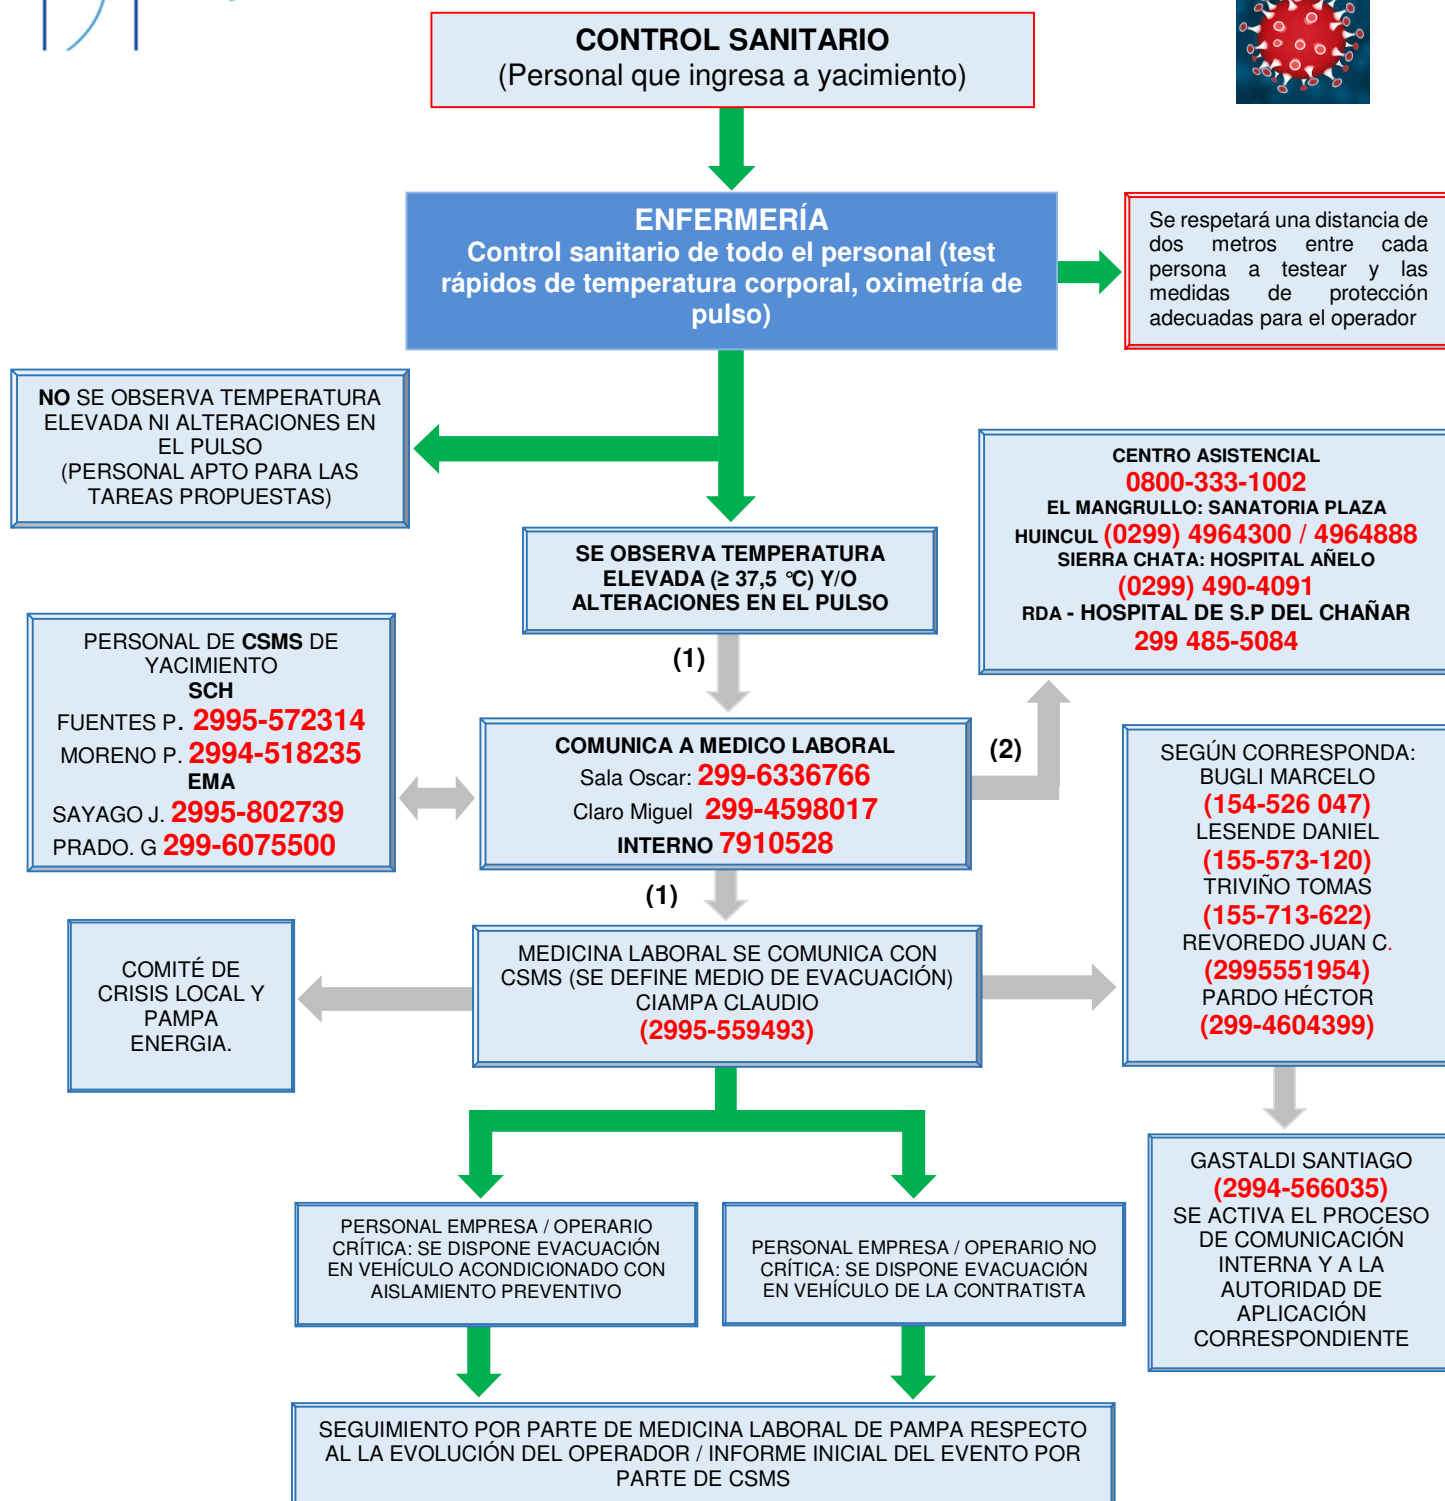 CONTROL SANITARIO
(Personal que ingresa a yacimiento)
ENFERMERÍA
Control sanitario de todo el personal (test
rápidos de temperatura corporal, oximetría de
pulso)
Se respetará una distancia de
dos metros entre cada
persona a testear y las
medidas de protección
adecuadas para el operador
NO SE OBSERVA TEMPERATURA
ELEVADA NI ALTERACIONES EN
EL PULSO
(PERSONAL APTO PARA LAS
TAREAS PROPUESTAS)
SE OBSERVA TEMPERATURA
ELEVADA (≥ 37,5 °C) Y/O
ALTERACIONES EN EL PULSO
CENTRO ASISTENCIAL
0800-333-1002
EL MANGRULLO: SANATORIA PLAZA
HUINCUL (0299) 4964300 / 4964888
SIERRA CHATA: HOSPITAL AÑELO
(0299) 490-4091
RDA - HOSPITAL DE S.P DEL CHAÑAR
299 485-5084
(1)
PERSONAL DE CSMS DE
YACIMIENTO
SCH
FUENTES P. 2995-572314
MORENO P. 2994-518235
EMA
SAYAGO J. 2995-802739
PRADO. G 299-6075500
COMUNICA A MEDICO LABORAL
Sala Oscar: 299-6336766
Claro Miguel 299-4598017
INTERNO 7910528
(2)
SEGÚN CORRESPONDA:
BUGLI MARCELO
(154-526 047)
LESENDE DANIEL
(155-573-120)
TRIVIÑO TOMAS
(155-713-622)
REVOREDO JUAN C.
(2995551954)
PARDO HÉCTOR
(299-4604399)
(1)
COMITÉ DE
CRISIS LOCAL Y
PAMPA
ENERGIA.
MEDICINA LABORAL SE COMUNICA CON
CSMS (SE DEFINE MEDIO DE EVACUACIÓN)
CIAMPA CLAUDIO
(2995-559493)
GASTALDI SANTIAGO
(2994-566035)
SE ACTIVA EL PROCESO
DE COMUNICACIÓN
INTERNA Y A LA
AUTORIDAD DE
APLICACIÓN
CORRESPONDIENTE
PERSONAL EMPRESA / OPERARIO
CRÍTICA: SE DISPONE EVACUACIÓN
EN VEHÍCULO ACONDICIONADO CON
AISLAMIENTO PREVENTIVO
PERSONAL EMPRESA / OPERARIO NO
CRÍTICA: SE DISPONE EVACUACIÓN
EN VEHÍCULO DE LA CONTRATISTA
SEGUIMIENTO POR PARTE DE MEDICINA LABORAL DE PAMPA RESPECTO
AL LA EVOLUCIÓN DEL OPERADOR / INFORME INICIAL DEL EVENTO POR
PARTE DE CSMS